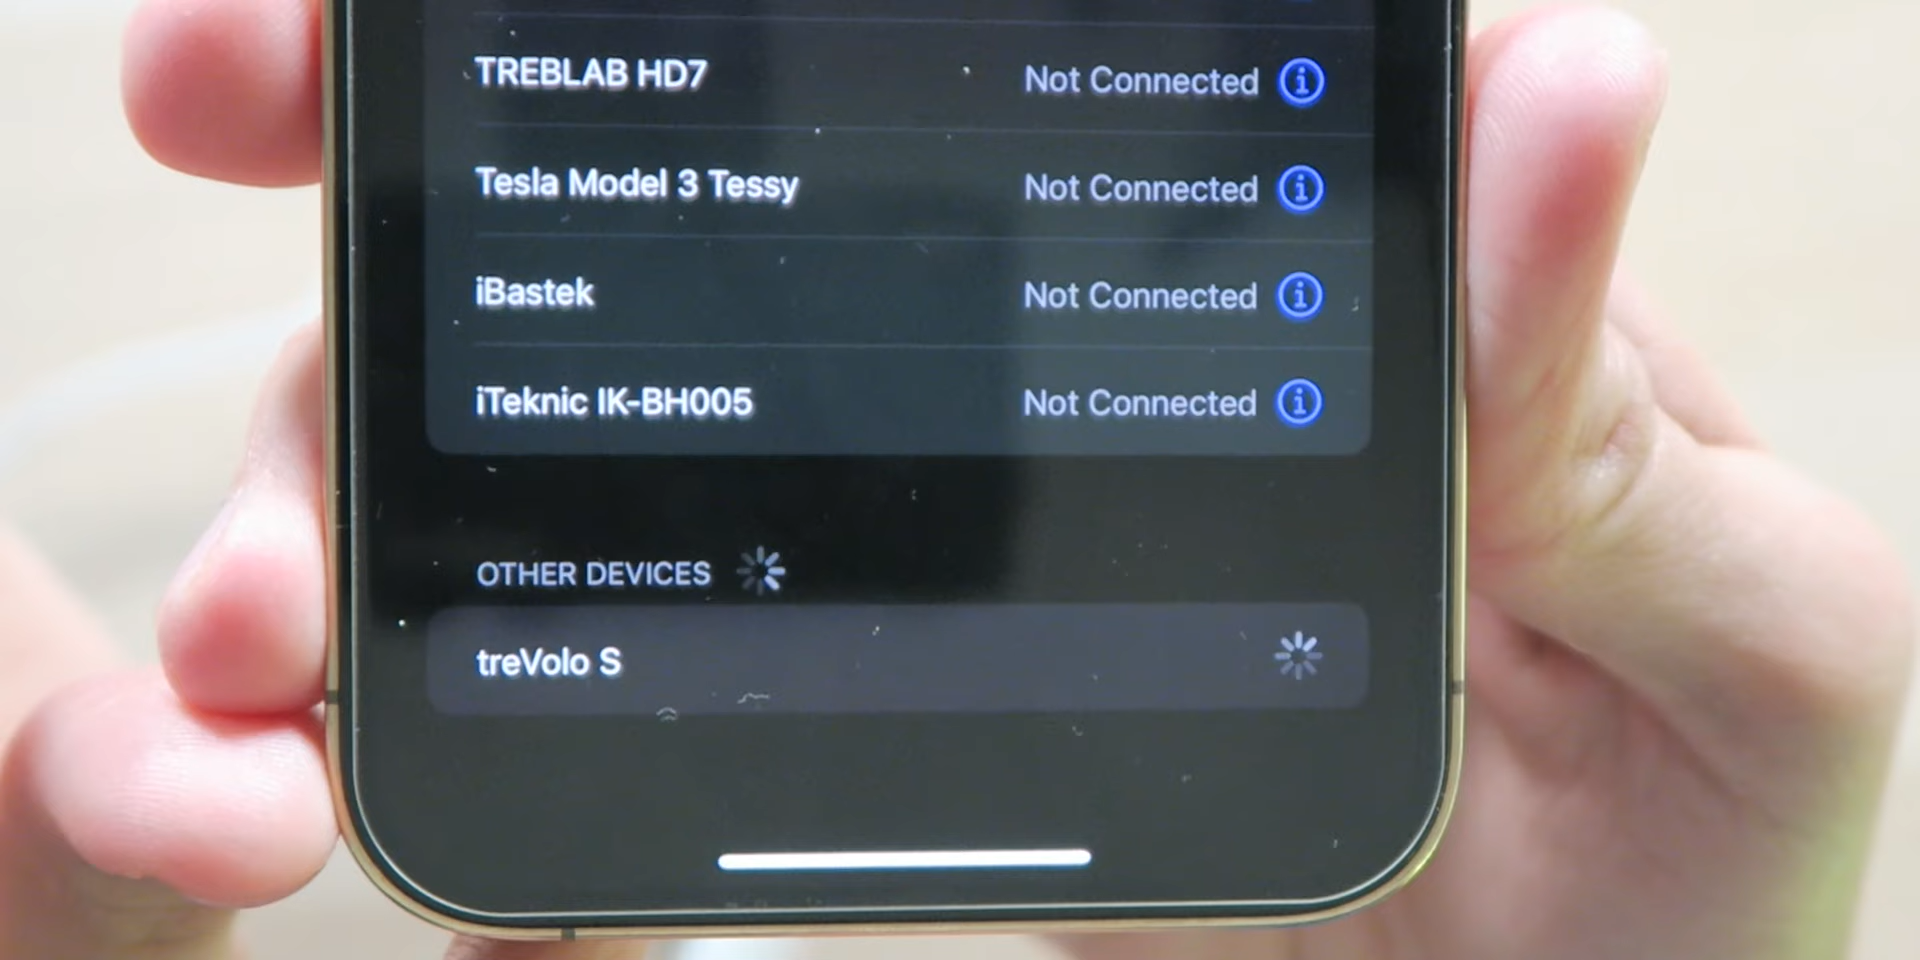 TREBLAB HD7 Not Connected
Tesla Model 3 Tessy Not Connected
iBastek Not Connected
iTeknic IK-BH005 Not Connected
OTHER DEVICES
treVolo S